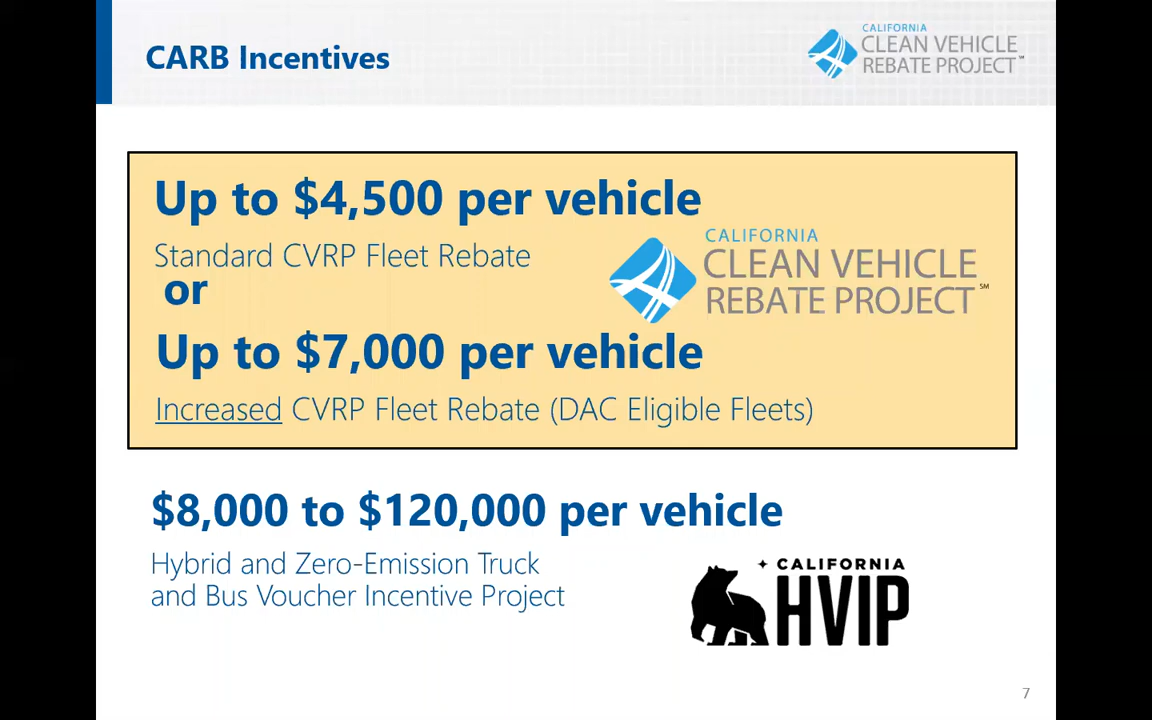 CARB Incentives
CALIFORNIA
CLEAN VEHICLE
REBATE PROJECT℠
Up to $4,500 per vehicle
Standard CVRP Fleet Rebate
or
CALIFORNIA
CLEAN VEHICLE
REBATE PROJECT℠
Up to $7,000 per vehicle
Increased CVRP Fleet Rebate (DAC Eligible Fleets)
$8,000 to $120,000 per vehicle
Hybrid and Zero-Emission Truck
and Bus Voucher Incentive Project
CALIFORNIA
HVIP
7